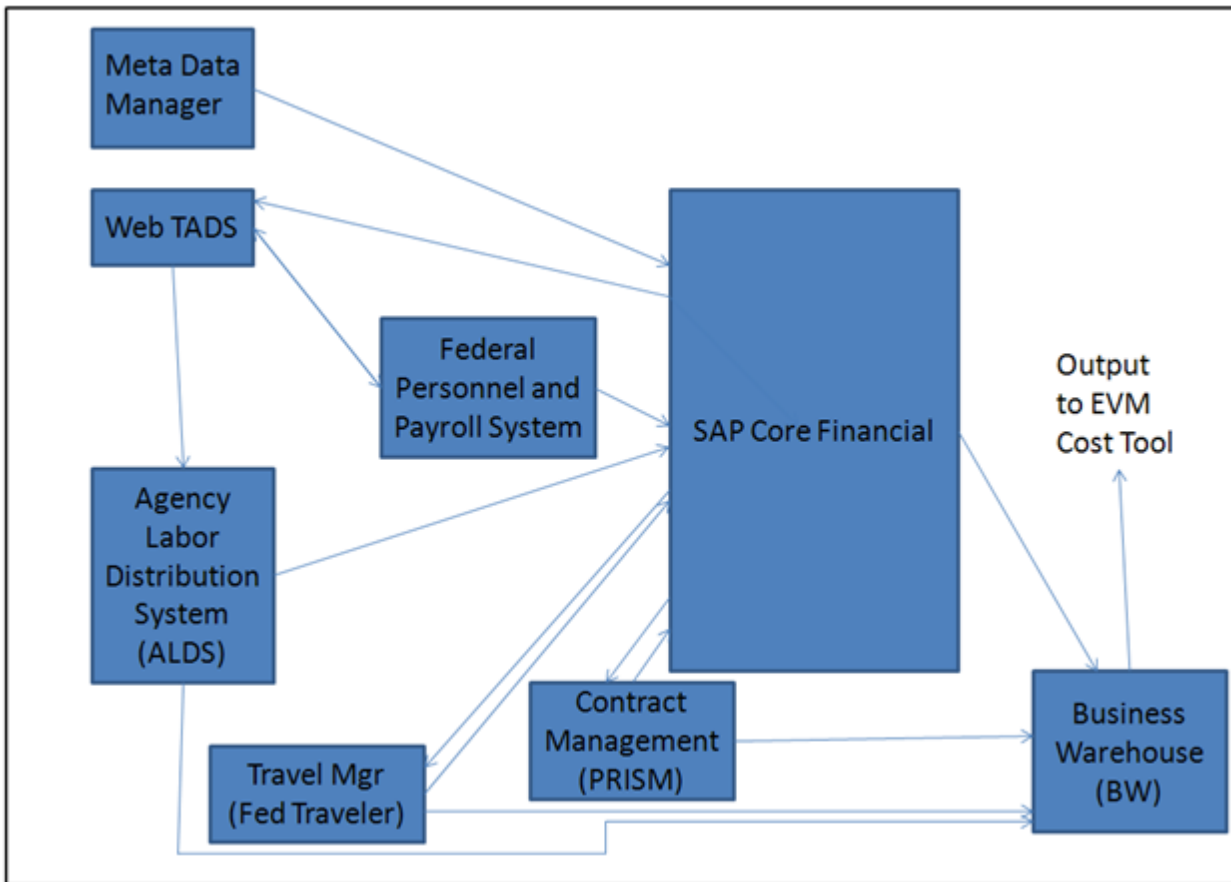 Meta Data
Manager
Web TADS
Federal
Personnel and
Payroll System
SAP Core Financial
Output
to EVM
Cost Tool
Agency
Labor
Distribution
System
(ALDS)
Contract
Management
(PRISM)
Business
Warehouse
(BW)
Travel Mgr
(Fed Traveler)